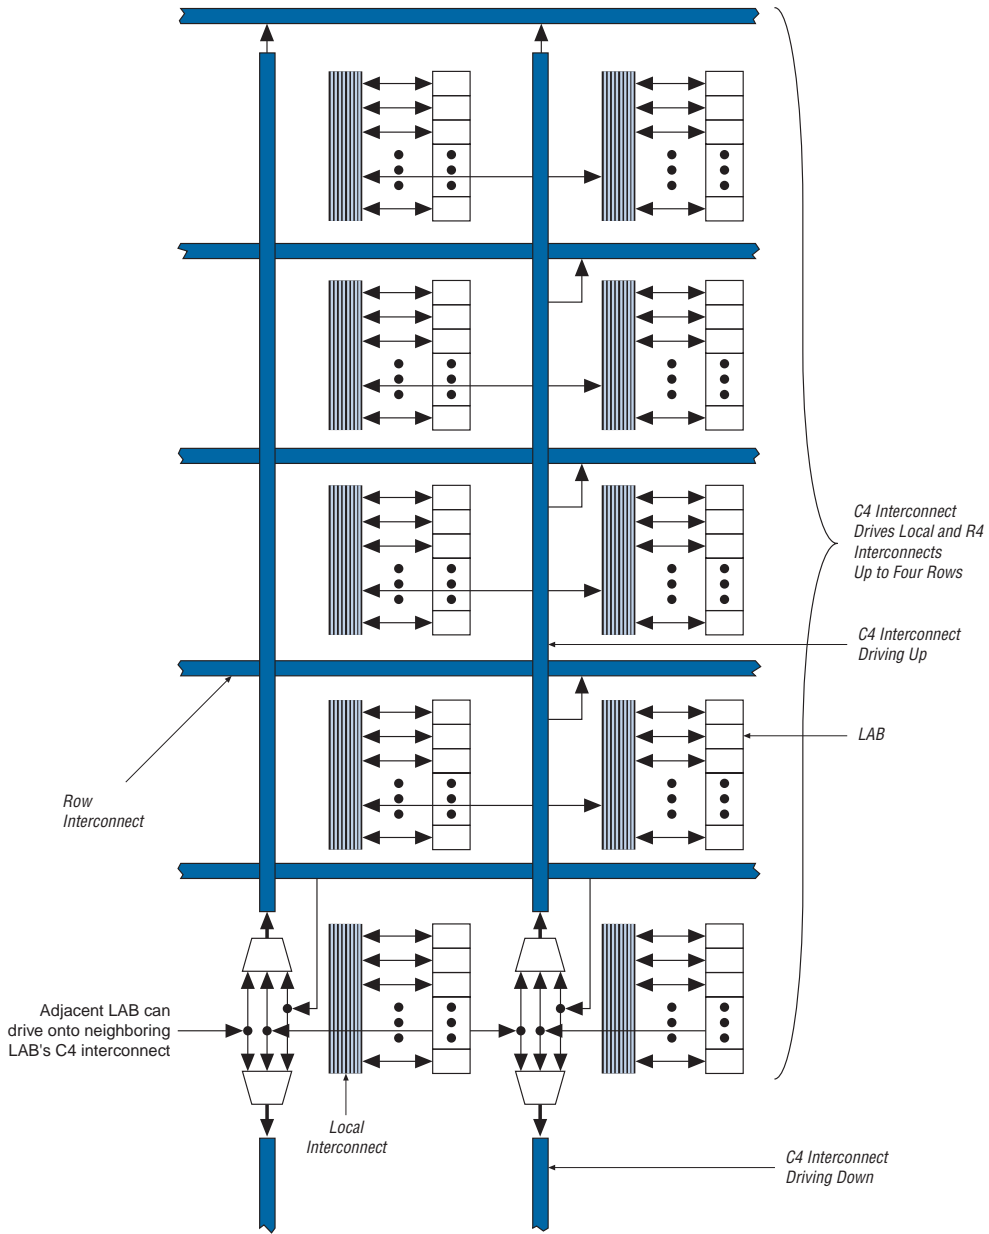 C4 Interconnect
Drives Local and R4
Interconnects
Up to Four Rows
C4 Interconnect
Driving Up
LAB
Row
Interconnect
Adjacent LAB can
drive onto neighboring
LAB's C4 interconnect
Local
Interconnect
C4 Interconnect
Driving Down